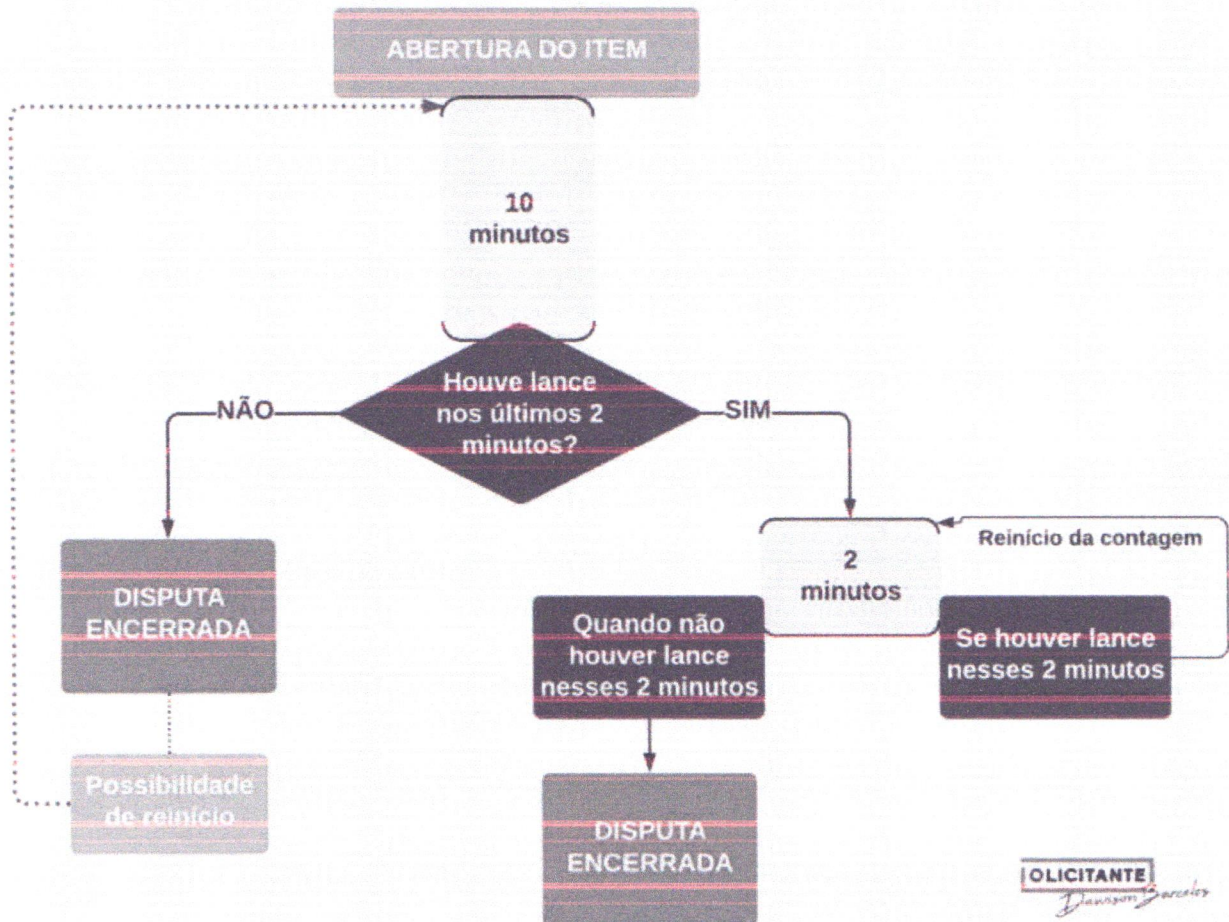 ABERTURA DO ITEM
10
minutos
Houve lance
nos últimos 2
minutos?
NÃO
SIM
DISPUTA
ENCERRADA
Possibilidade
de reinício
2
minutos
Reinício da contagem
Quando não
houver lance
nesses 2 minutos
Se houver lance
nesses 2 minutos
DISPUTA
ENCERRADA
OLICITANTE
Dawison Barcelos